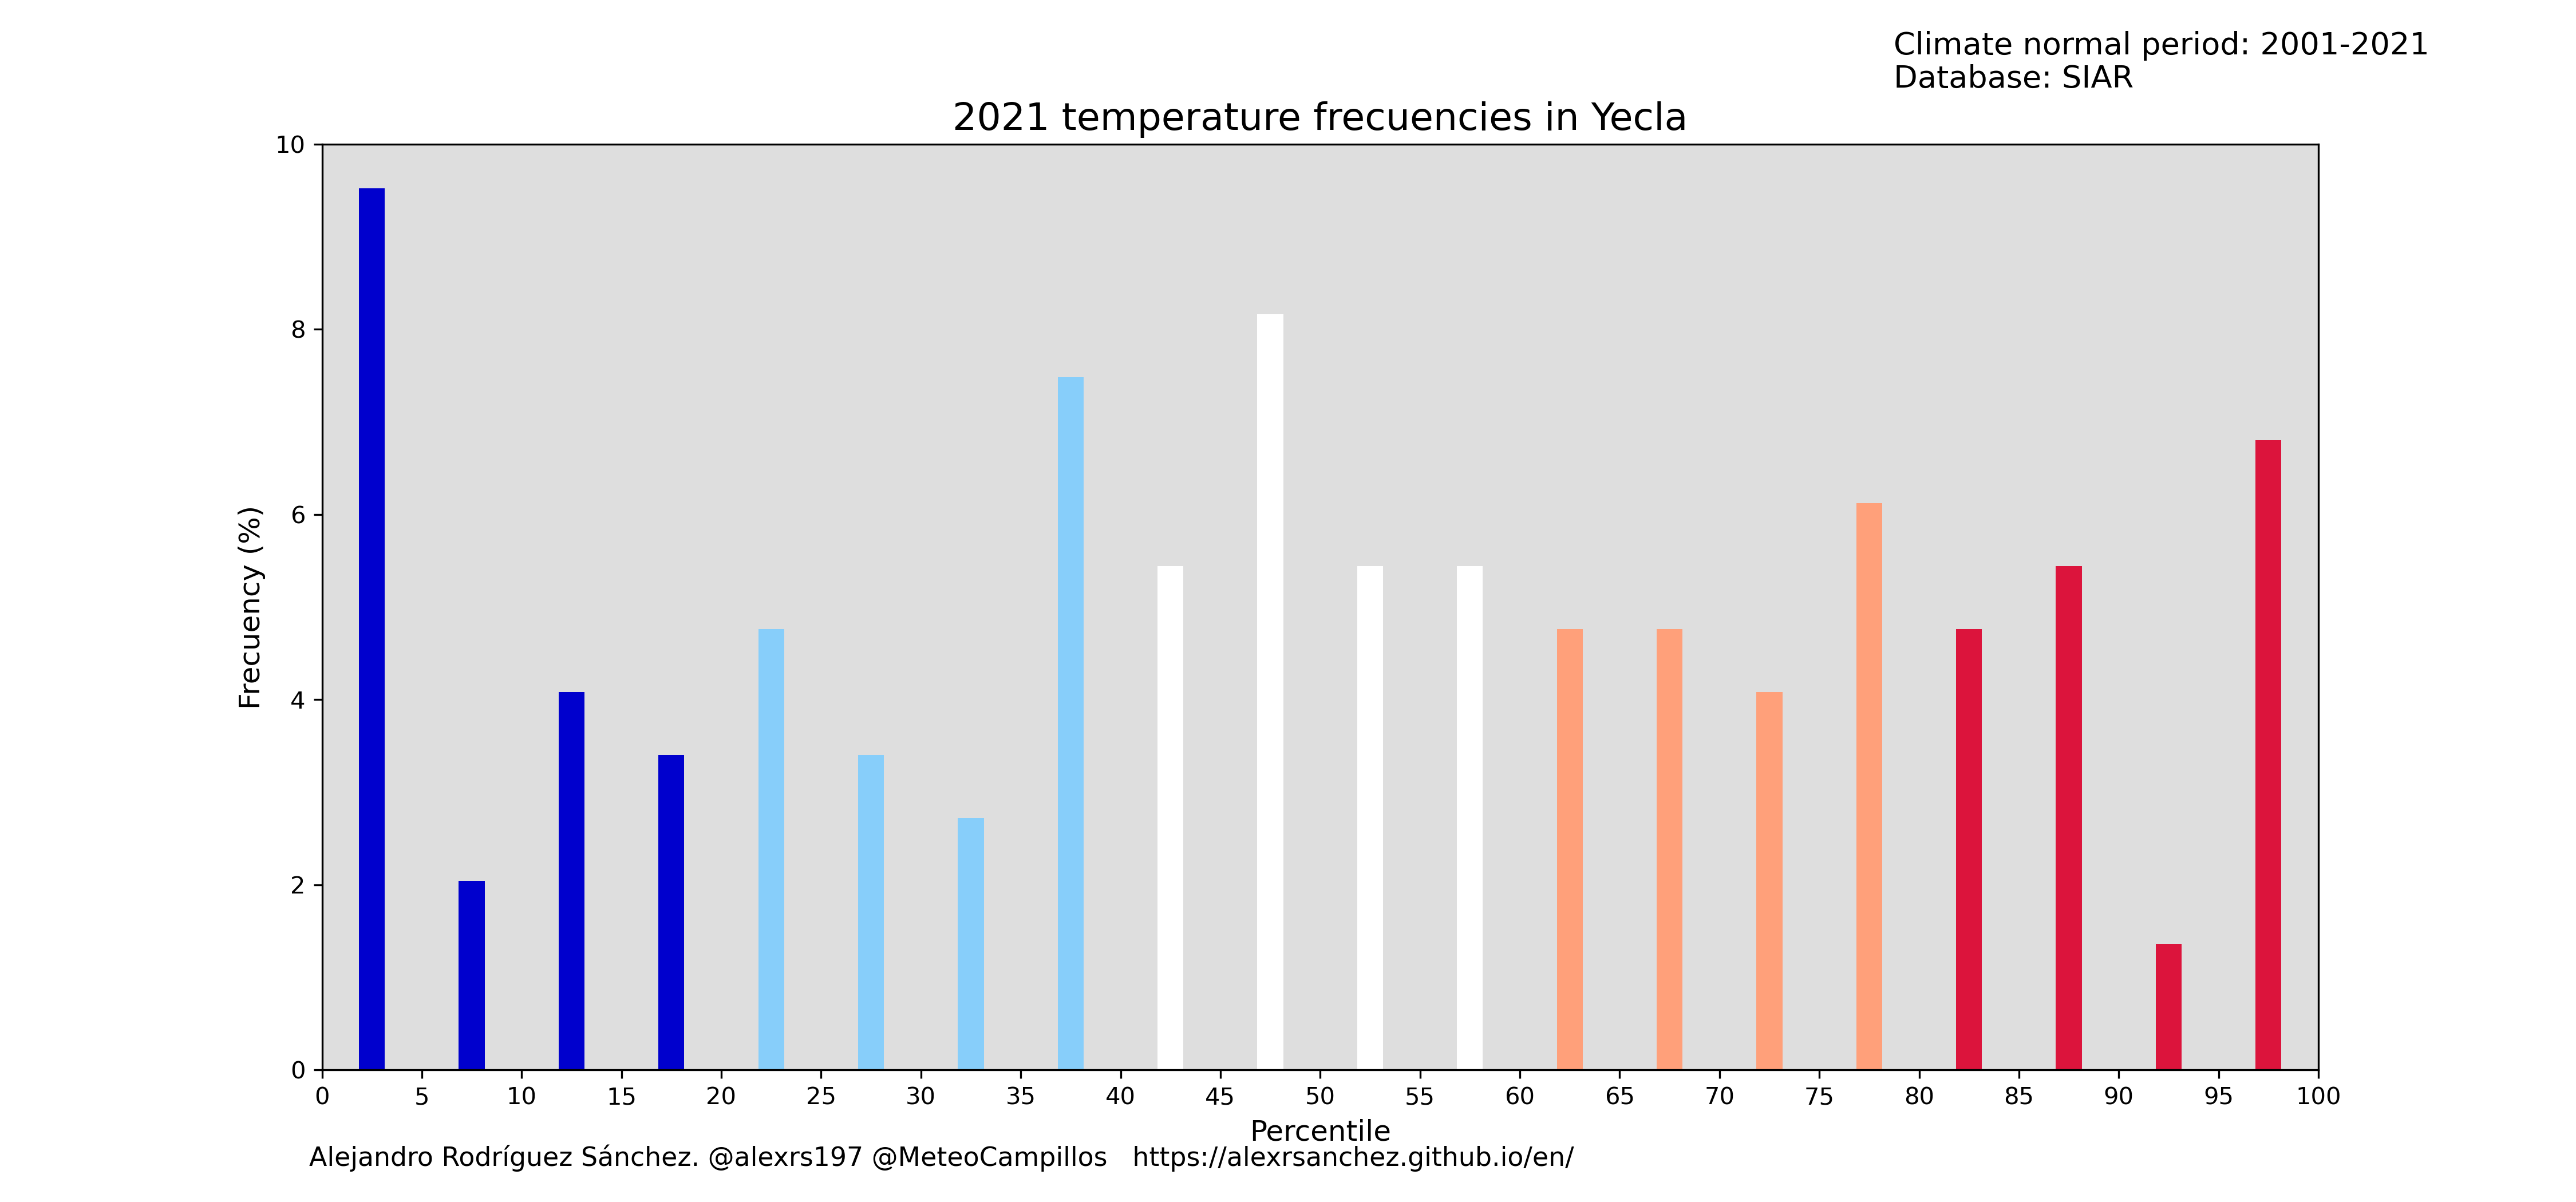 Climate normal period: 2001-2021
Database: SIAR
2021 temperature frecuencies in Yecla
10
8
6
4
2
0
Frecuency (%)
0 5 10 15 20 25 30 35 40 45 50 55 60 65 70 75 80 85 90 95 100
Percentile
Alejandro Rodríguez Sánchez. @alexrs197 @MeteoCampillos https://alexrsanchez.github.io/en/